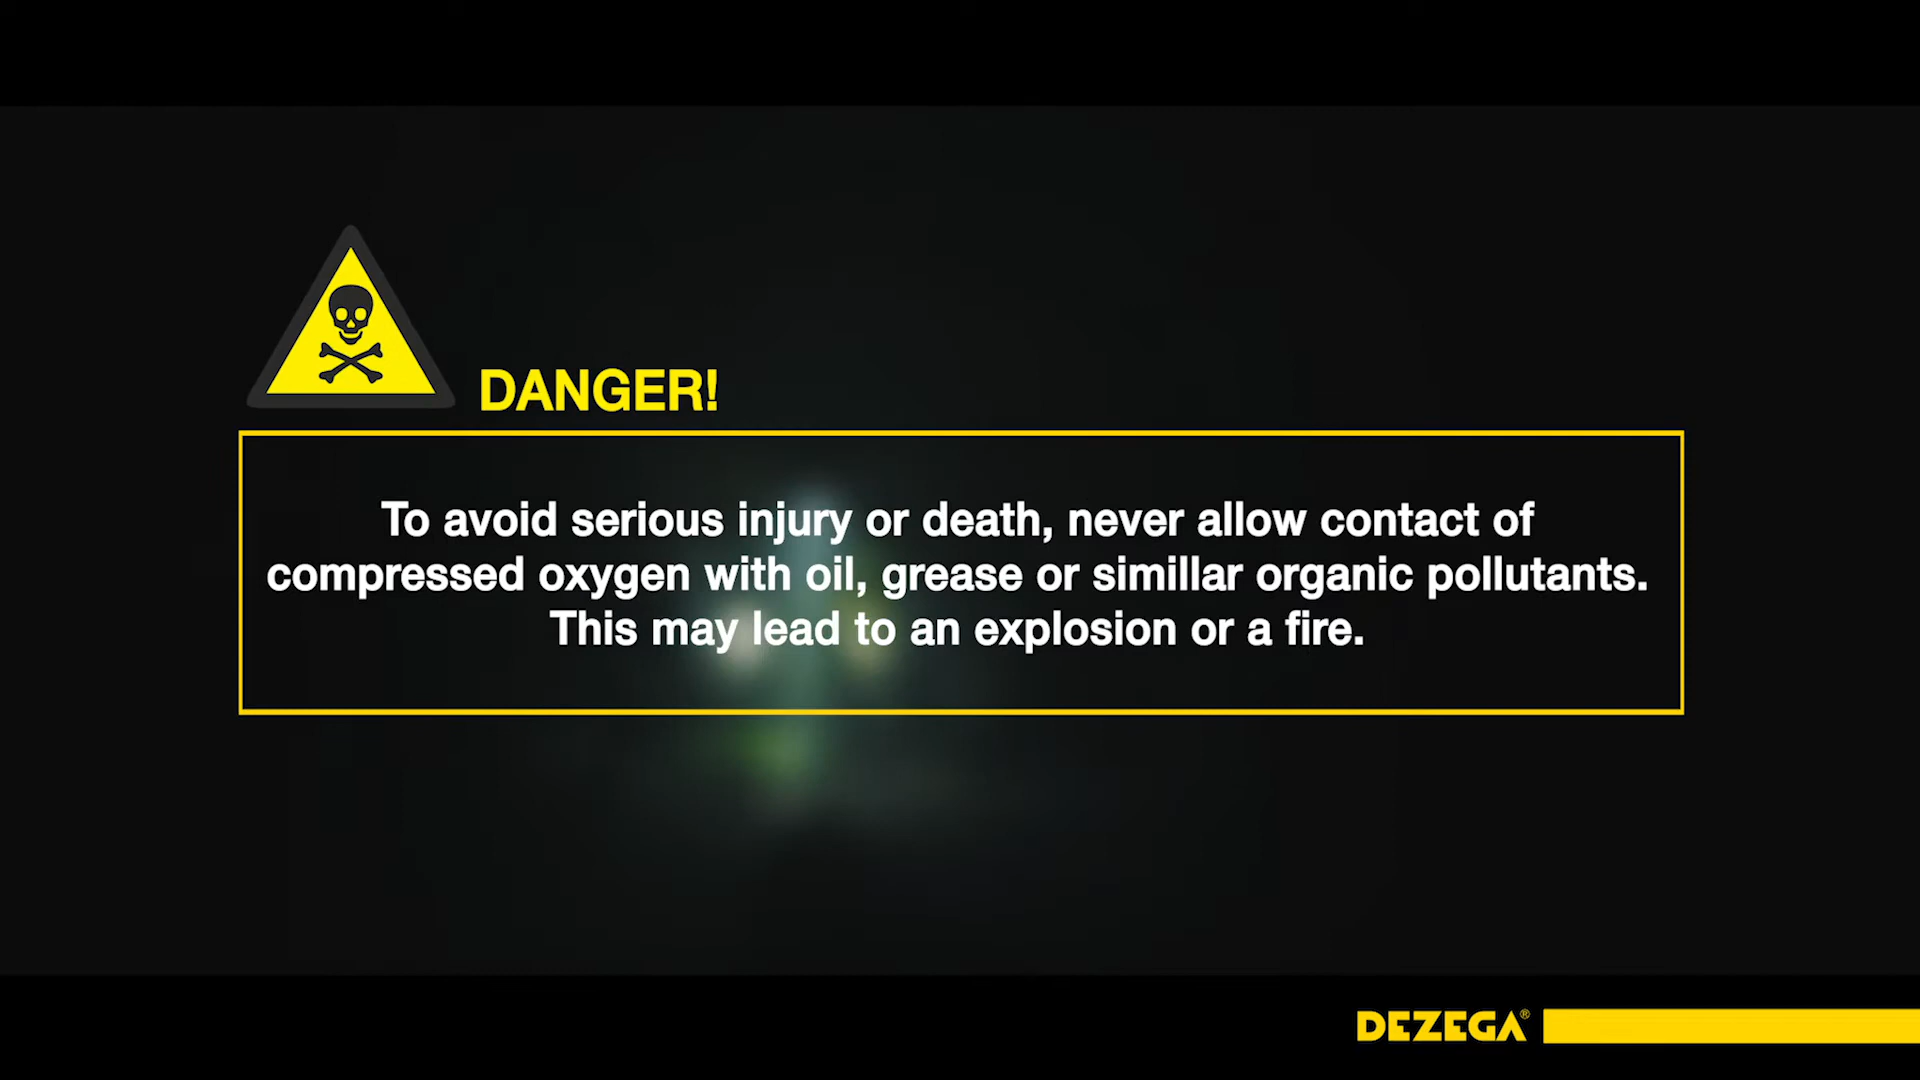 DANGER!
To avoid serious injury or death, never allow contact of
compressed oxygen with oil, grease or simillar organic pollutants.
This may lead to an explosion or a fire.
DEZEGA®